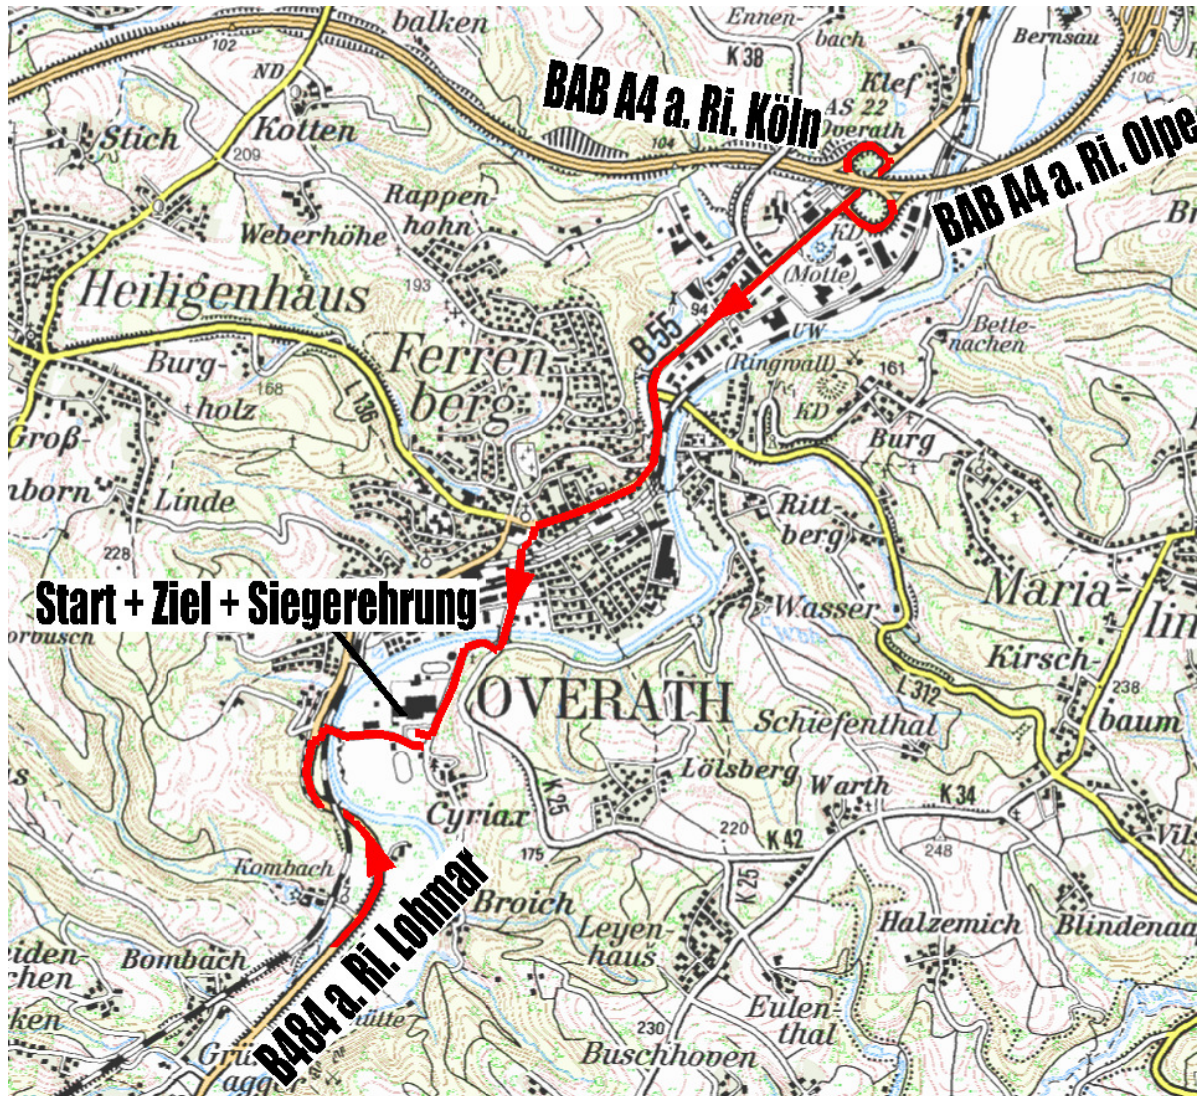 balken
Ennen-
bach
K 38
Bernsau
102
ND
Kotten
Stich
209
BAB A4 a. Ri. Köln
Klef
AS 22
Overath
104
106
BAB A4 a. Ri. Olpe
Rappen-
hohn
Weberhöhe
193
KD
(Motte)
Heiligenhaus
94
B 55
UW
Bette-
nachen
Ferren-
berg
Burg-
holz
168
L 136
(Ringwall)
161
KD
Burg
Groß-
Linde
228
Ritt-
berg
Start + Ziel + Siegerehrung
Wasser
Maria-
lin
Kirsch-
baum
238
L 312
OVERATH
Schiefenthal
Lölsberg
Warth
K 34
K 25
Cyriax
220
K 42
175
248
Kombach
K 25
B484 a. Ri. Lohmar
Broich
Leyen-
haus
Halzemich
Blindenaa
Bombach
Eulen-
thal
230
Buschhoven